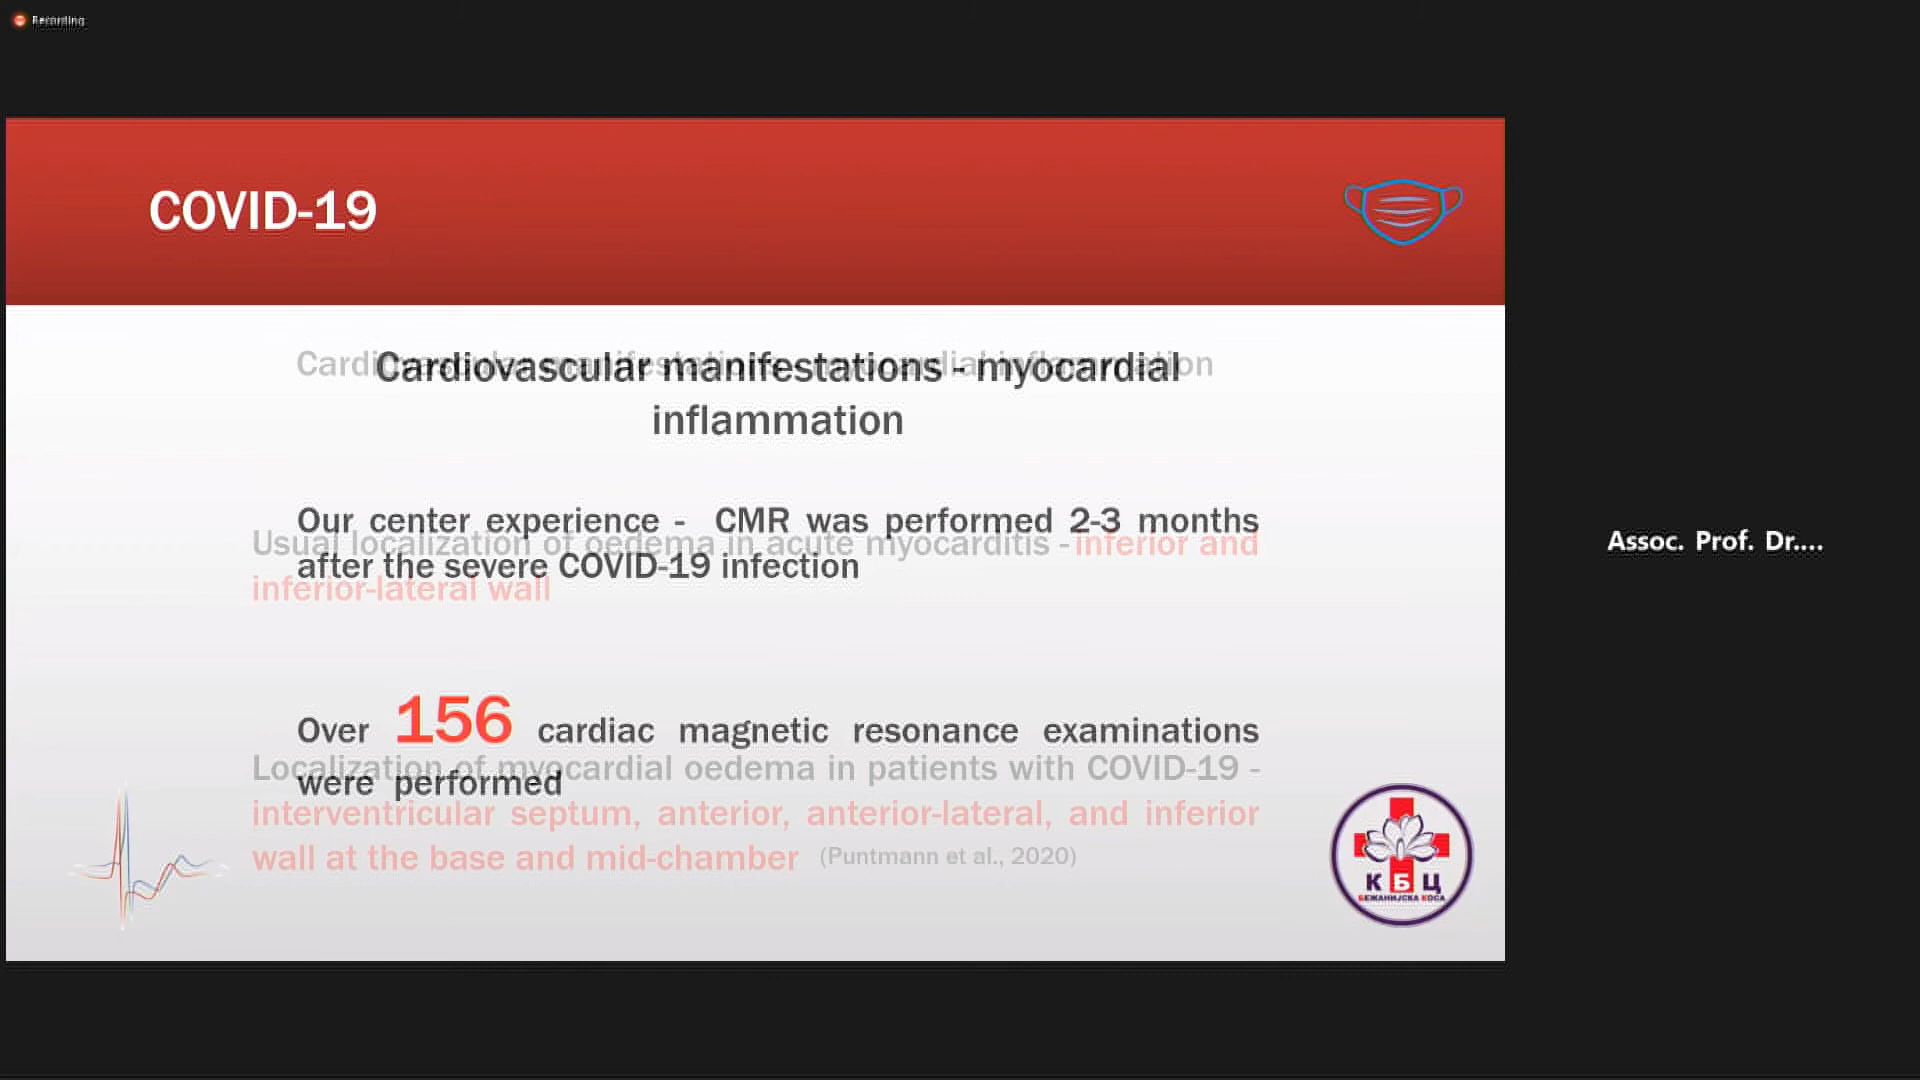 Recording
COVID-19
Cardiovascular manifestations - myocardial inflammation
Cardiovascular manifestations - myocardial
inflammation
Our center experience - CMR was performed 2-3 months
after the severe COVID-19 infection
Usual localization of oedema in acute myocarditis - inferior and
inferior-lateral wall
Over 156 cardiac magnetic resonance examinations
were performed
Localization of myocardial oedema in patients with COVID-19 -
interventricular septum, anterior, anterior-lateral, and inferior
wall at the base and mid-chamber (Puntmann et al., 2020)
К Б Ц
БЕЖАНИЈСКА КОСА
Assoc. Prof. Dr....